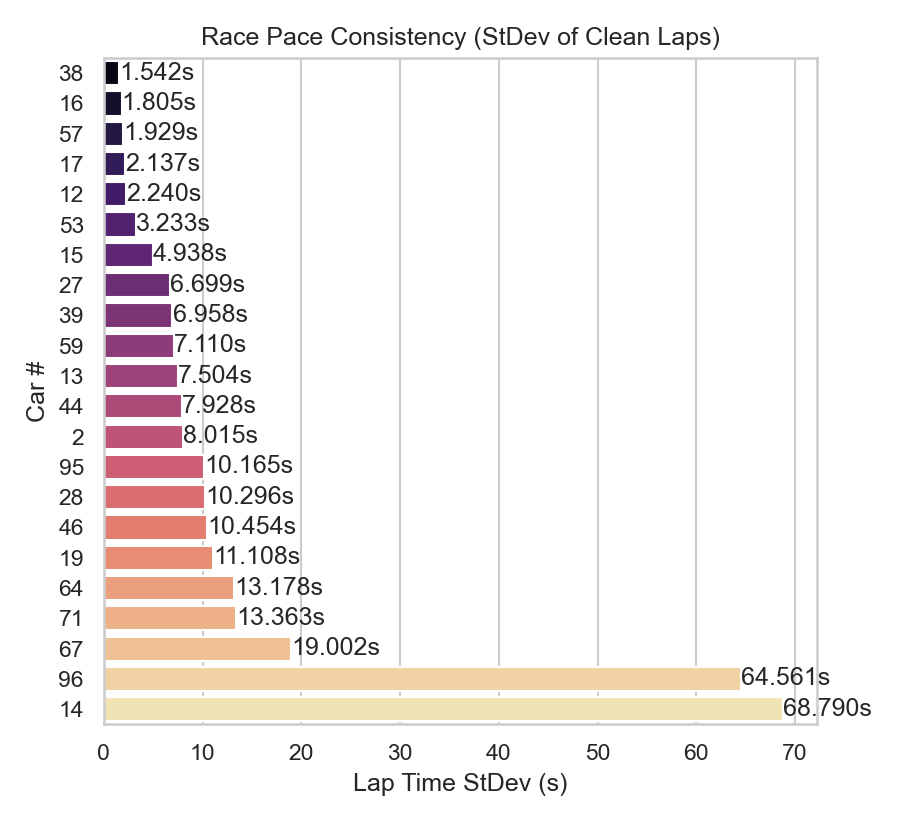 Race Pace Consistency (StDev of Clean Laps)
Car #
38 1.542s
16 1.805s
57 1.929s
17 2.137s
12 2.240s
53 3.233s
15 4.938s
27 6.699s
39 6.958s
59 7.110s
13 7.504s
44 7.928s
2 8.015s
95 10.165s
28 10.296s
46 10.454s
19 11.108s
64 13.178s
71 13.363s
67 19.002s
96 64.561s
14 68.790s
0 10 20 30 40 50 60 70
Lap Time StDev (s)